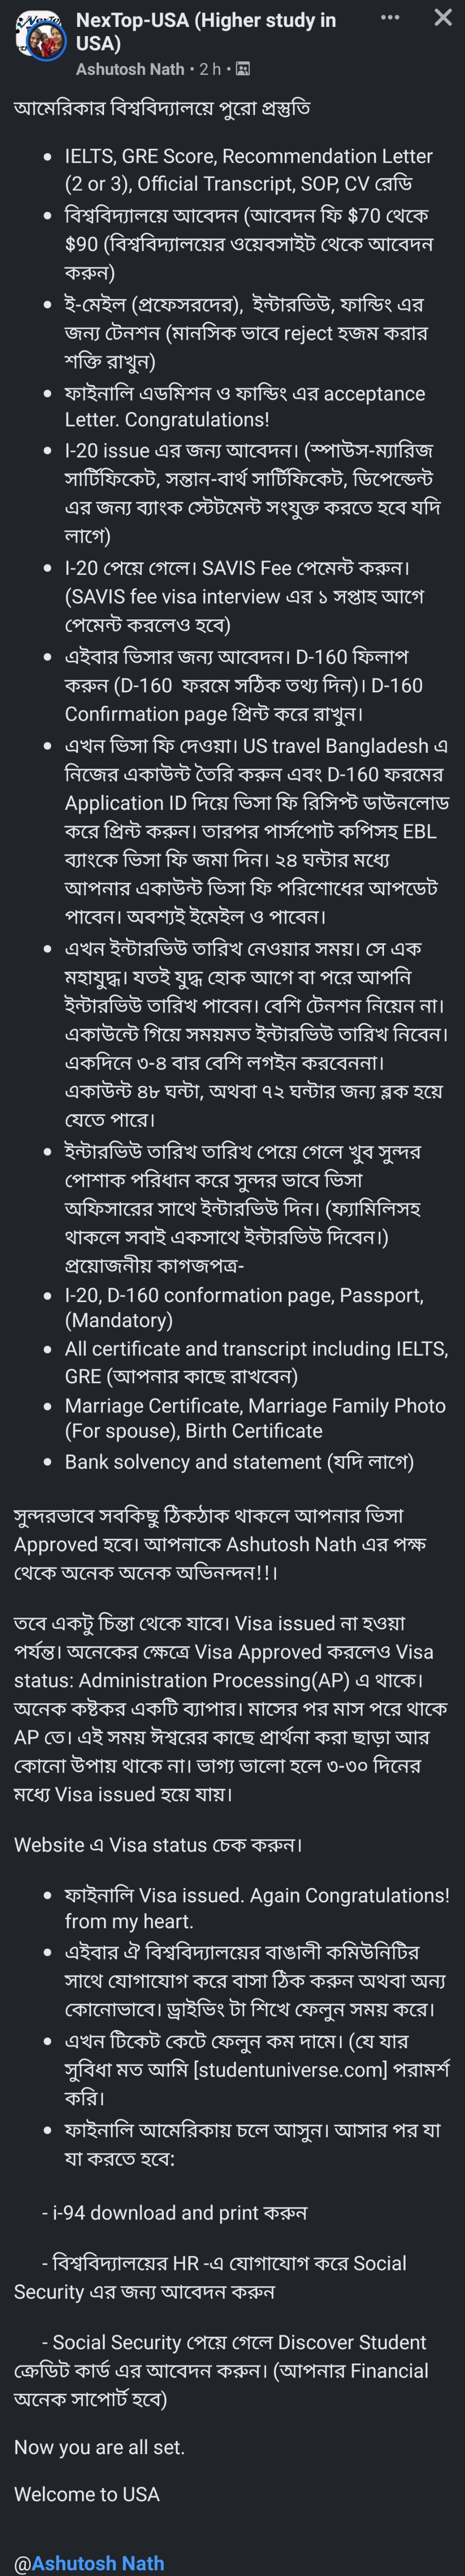 NexTop-USA (Higher study in
USA)
Ashutosh Nath • 2 h •
আমেরিকার বিশ্ববিদ্যালয়ে পুরো প্রস্তুতি
• IELTS, GRE Score, Recommendation Letter
(2 or 3), Official Transcript, SOP, CV রেডি
• বিশ্ববিদ্যালয়ে আবেদন (আবেদন ফি $70 থেকে
$90 (বিশ্ববিদ্যালয়ের ওয়েবসাইট থেকে আবেদন
করুন)
• ই-মেইল (প্রফেসরদের), ইন্টারভিউ, ফান্ডিং এর
জন্য টেনশন (মানসিক ভাবে reject হজম করার
শক্তি রাখুন)
• ফাইনালি এডমিশন ও ফান্ডিং এর acceptance
Letter. Congratulations!
• I-20 issue এর জন্য আবেদন। (স্পাউস-ম্যারিজ
সার্টিফিকেট, সন্তান-বার্থ সার্টিফিকেট, ডিপেন্ডেন্ট
এর জন্য ব্যাংক স্টেটমেন্ট সংযুক্ত করতে হবে যদি
লাগে)
• I-20 পেয়ে গেলে। SAVIS Fee পেমেন্ট করুন।
(SAVIS fee visa interview এর ১ সপ্তাহ আগে
পেমেন্ট করলেও হবে)
• এইবার ভিসার জন্য আবেদন। D-160 ফিলাপ
করুন (D-160 ফরমে সঠিক তথ্য দিন)। D-160
Confirmation page প্রিন্ট করে রাখুন।
• এখন ভিসা ফি দেওয়া। US travel Bangladesh এ
নিজের একাউন্ট তৈরি করুন এবং D-160 ফরমের
Application ID দিয়ে ভিসা ফি রিসিপ্ট ডাউনলোড
করে প্রিন্ট করুন। তারপর পার্সপোট কপিসহ EBL
ব্যাংকে ভিসা ফি জমা দিন। ২৪ ঘন্টার মধ্যে
আপনার একাউন্ট ভিসা ফি পরিশোধের আপডেট
পাবেন। অবশ্যই ইমেইল ও পাবেন।
• এখন ইন্টারভিউ তারিখ নেওয়ার সময়। সে এক
মহাযুদ্ধ। যতই যুদ্ধ হোক আগে বা পরে আপনি
ইন্টারভিউ তারিখ পাবেন। বেশি টেনশন নিয়েন না।
একাউন্টে গিয়ে সময়মত ইন্টারভিউ তারিখ নিবেন।
একদিনে ৩-৪ বার বেশি লগইন করবেননা।
একাউন্ট ৪৮ ঘন্টা, অথবা ৭২ ঘন্টার জন্য ব্লক হয়ে
যেতে পারে।
• ইন্টারভিউ তারিখ তারিখ পেয়ে গেলে খুব সুন্দর
পোশাক পরিধান করে সুন্দর ভাবে ভিসা
অফিসারের সাথে ইন্টারভিউ দিন। (ফ্যামিলিসহ
থাকলে সবাই একসাথে ইন্টারভিউ দিবেন।)
প্রয়োজনীয় কাগজপত্র-
• I-20, D-160 conformation page, Passport,
(Mandatory)
• All certificate and transcript including IELTS,
GRE (আপনার কাছে রাখবেন)
• Marriage Certificate, Marriage Family Photo
(For spouse), Birth Certificate
• Bank solvency and statement (যদি লাগে)
সুন্দরভাবে সবকিছু ঠিকঠাক থাকলে আপনার ভিসা
Approved হবে। আপনাকে Ashutosh Nath এর পক্ষ
থেকে অনেক অনেক অভিনন্দন!!।
তবে একটু চিন্তা থেকে যাবে। Visa issued না হওয়া
পর্যন্ত। অনেকের ক্ষেত্রে Visa Approved করলেও Visa
status: Administration Processing(AP) এ থাকে।
অনেক কষ্টকর একটি ব্যাপার। মাসের পর মাস পরে থাকে
AP তে। এই সময় ঈশ্বরের কাছে প্রার্থনা করা ছাড়া আর
কোনো উপায় থাকে না। ভাগ্য ভালো হলে ৩-৩০ দিনের
মধ্যে Visa issued হয়ে যায়।
Website এ Visa status চেক করুন।
• ফাইনালি Visa issued. Again Congratulations!
from my heart.
• এইবার ঐ বিশ্ববিদ্যালয়ের বাঙালী কমিউনিটির
সাথে যোগাযোগ করে বাসা ঠিক করুন অথবা অন্য
কোনোভাবে। ড্রাইভিং টা শিখে ফেলুন সময় করে।
• এখন টিকেট কেটে ফেলুন কম দামে। (যে যার
সুবিধা মত আমি [studentuniverse.com] পরামর্শ
করি।
• ফাইনালি আমেরিকায় চলে আসুন। আসার পর যা
যা করতে হবে:
- i-94 download and print করুন
- বিশ্ববিদ্যালয়ের HR -এ যোগাযোগ করে Social
Security এর জন্য আবেদন করুন
- Social Security পেয়ে গেলে Discover Student
ক্রেডিট কার্ড এর আবেদন করুন। (আপনার Financial
অনেক সাপোর্ট হবে)
Now you are all set.
Welcome to USA
@Ashutosh Nath